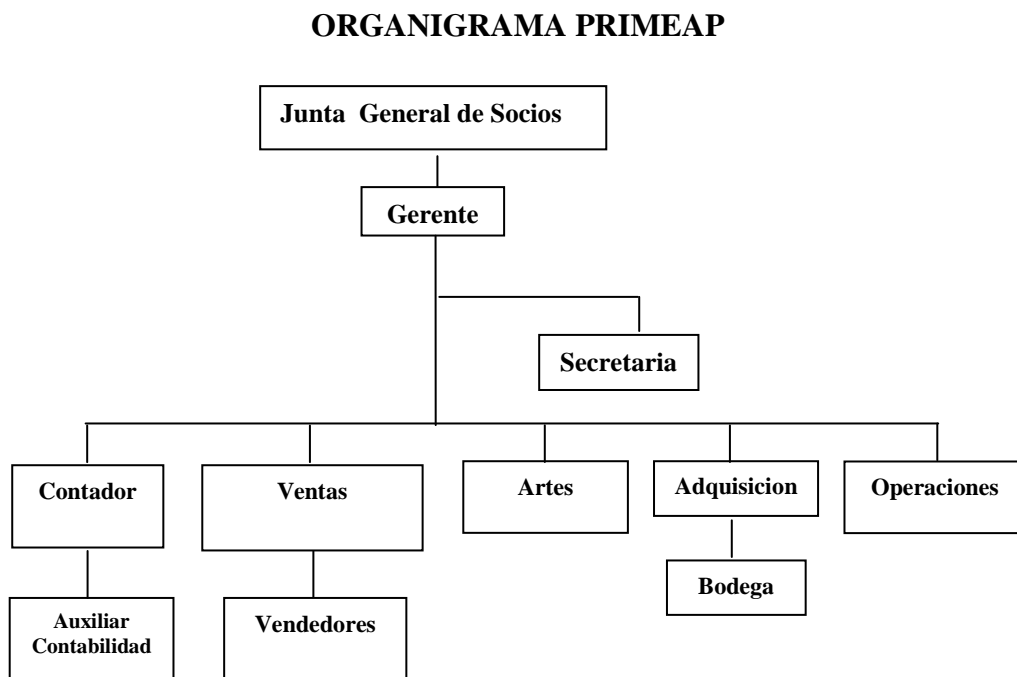 ORGANIGRAMA PRIMEAP
Junta General de Socios
Gerente
Secretaria
Contador
Ventas
Artes
Adquisicion
Operaciones
Bodega
Auxiliar
Contabilidad
Vendedores